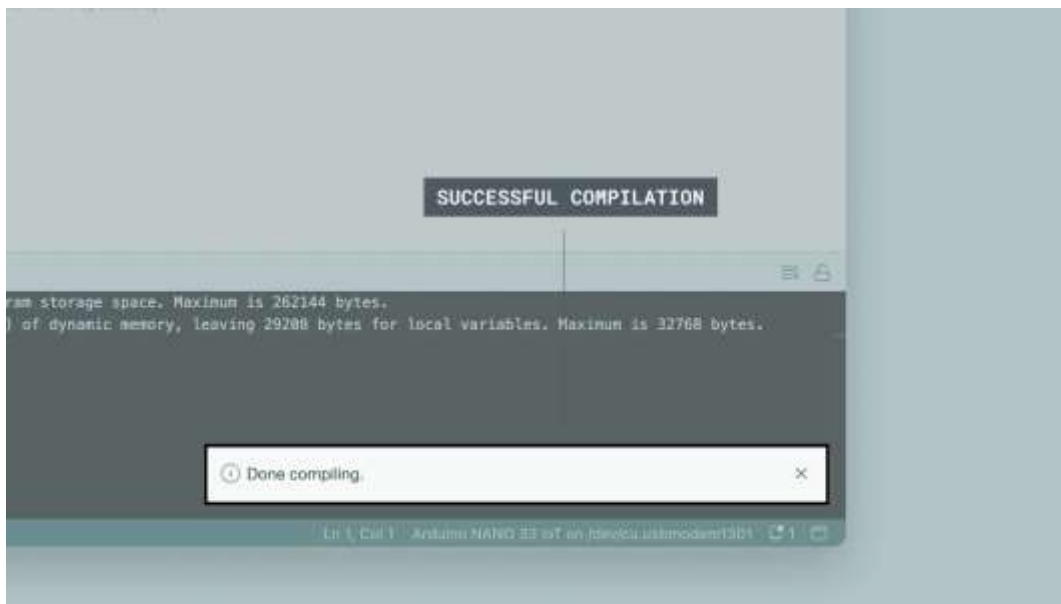 SUCCESSFUL COMPILATION
ram storage space. Maximum is 262144 bytes.
) of dynamic memory, leaving 29208 bytes for local variables. Maximum is 32768 bytes.
Done compiling.
Ln 1, Col 1 Arduino NANO 33 IoT on /dev/cu.usbmodem1301 1